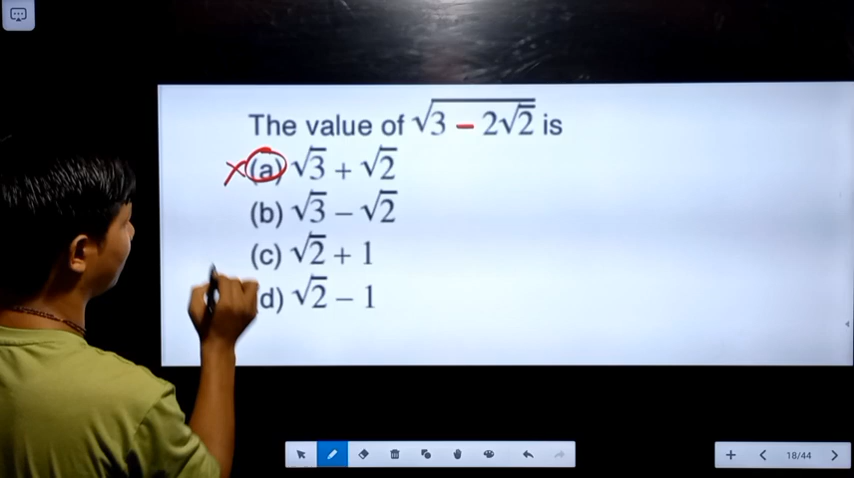 The value of √3 − 2√2 is
×(a) √3 + √2
(b) √3 − √2
(c) √2 + 1
d) √2 − 1
18/44